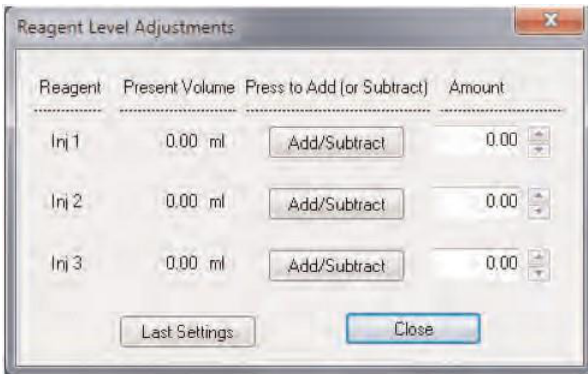 Reagent Level Adjustments
Reagent Present Volume Press to Add (or Subtract) Amount
Inj 1 0.00 ml Add/Subtract 0.00
Inj 2 0.00 ml Add/Subtract 0.00
Inj 3 0.00 ml Add/Subtract 0.00
Last Settings Close